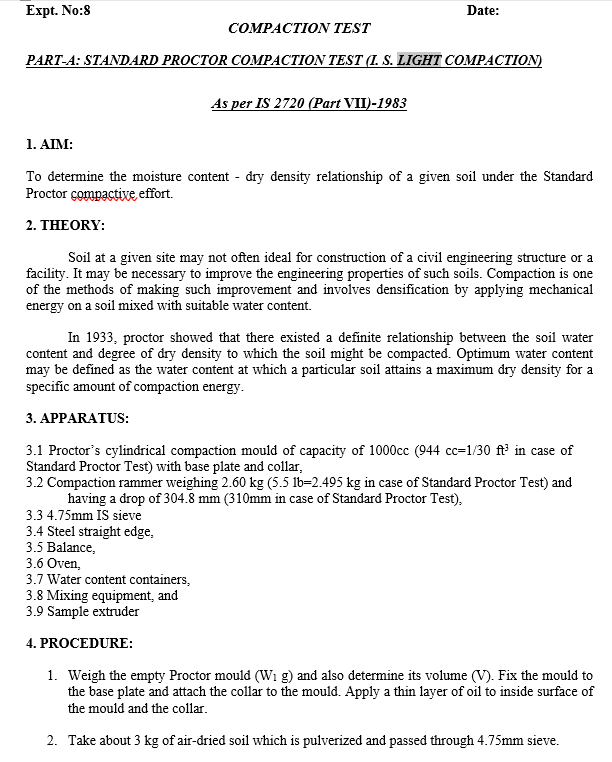 Expt. No:8 Date:
COMPACTION TEST
PART-A: STANDARD PROCTOR COMPACTION TEST (I. S. LIGHT COMPACTION)
As per IS 2720 (Part VII)-1983
1. AIM:
To determine the moisture content - dry density relationship of a given soil under the Standard
Proctor compactive effort.
2. THEORY:
Soil at a given site may not often ideal for construction of a civil engineering structure or a
facility. It may be necessary to improve the engineering properties of such soils. Compaction is one
of the methods of making such improvement and involves densification by applying mechanical
energy on a soil mixed with suitable water content.
In 1933, proctor showed that there existed a definite relationship between the soil water
content and degree of dry density to which the soil might be compacted. Optimum water content
may be defined as the water content at which a particular soil attains a maximum dry density for a
specific amount of compaction energy.
3. APPARATUS:
3.1 Proctor's cylindrical compaction mould of capacity of 1000cc (944 cc=1/30 ft³ in case of
Standard Proctor Test) with base plate and collar,
3.2 Compaction rammer weighing 2.60 kg (5.5 lb=2.495 kg in case of Standard Proctor Test) and
having a drop of 304.8 mm (310mm in case of Standard Proctor Test),
3.3 4.75mm IS sieve
3.4 Steel straight edge,
3.5 Balance,
3.6 Oven,
3.7 Water content containers,
3.8 Mixing equipment, and
3.9 Sample extruder
4. PROCEDURE:
1. Weigh the empty Proctor mould (W₁ g) and also determine its volume (V). Fix the mould to
the base plate and attach the collar to the mould. Apply a thin layer of oil to inside surface of
the mould and the collar.
2. Take about 3 kg of air-dried soil which is pulverized and passed through 4.75mm sieve.